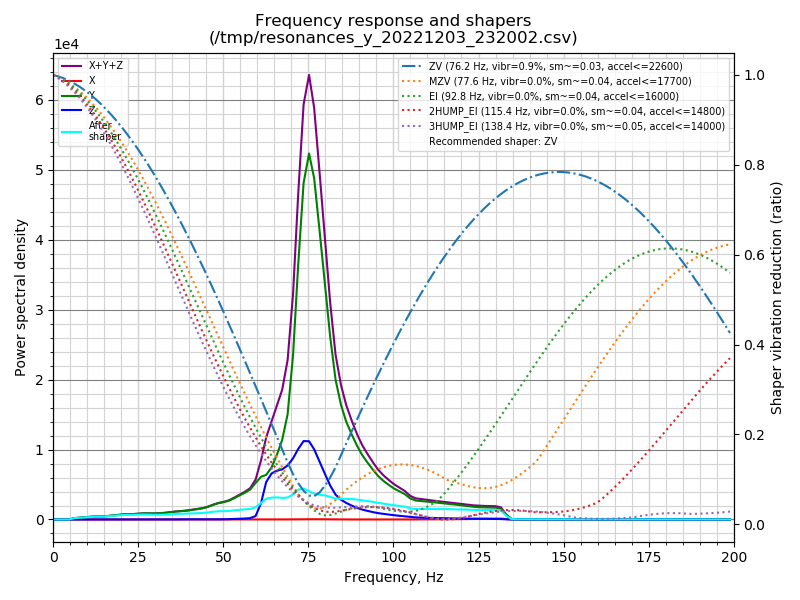 Frequency response and shapers
(/tmp/resonances_y_20221203_232002.csv)
1e4
X+Y+Z
X
Y
Z
After
shaper
ZV (76.2 Hz, vibr=0.9%, sm~=0.03, accel<=22600)
MZV (77.6 Hz, vibr=0.0%, sm~=0.04, accel<=17700)
EI (92.8 Hz, vibr=0.0%, sm~=0.04, accel<=16000)
2HUMP_EI (115.4 Hz, vibr=0.0%, sm~=0.04, accel<=14800)
3HUMP_EI (138.4 Hz, vibr=0.0%, sm~=0.05, accel<=14000)
Recommended shaper: ZV
Power spectral density
6
5
4
3
2
1
0
1.0
0.8
0.6
0.4
0.2
0.0
Shaper vibration reduction (ratio)
0 25 50 75 100 125 150 175 200
Frequency, Hz